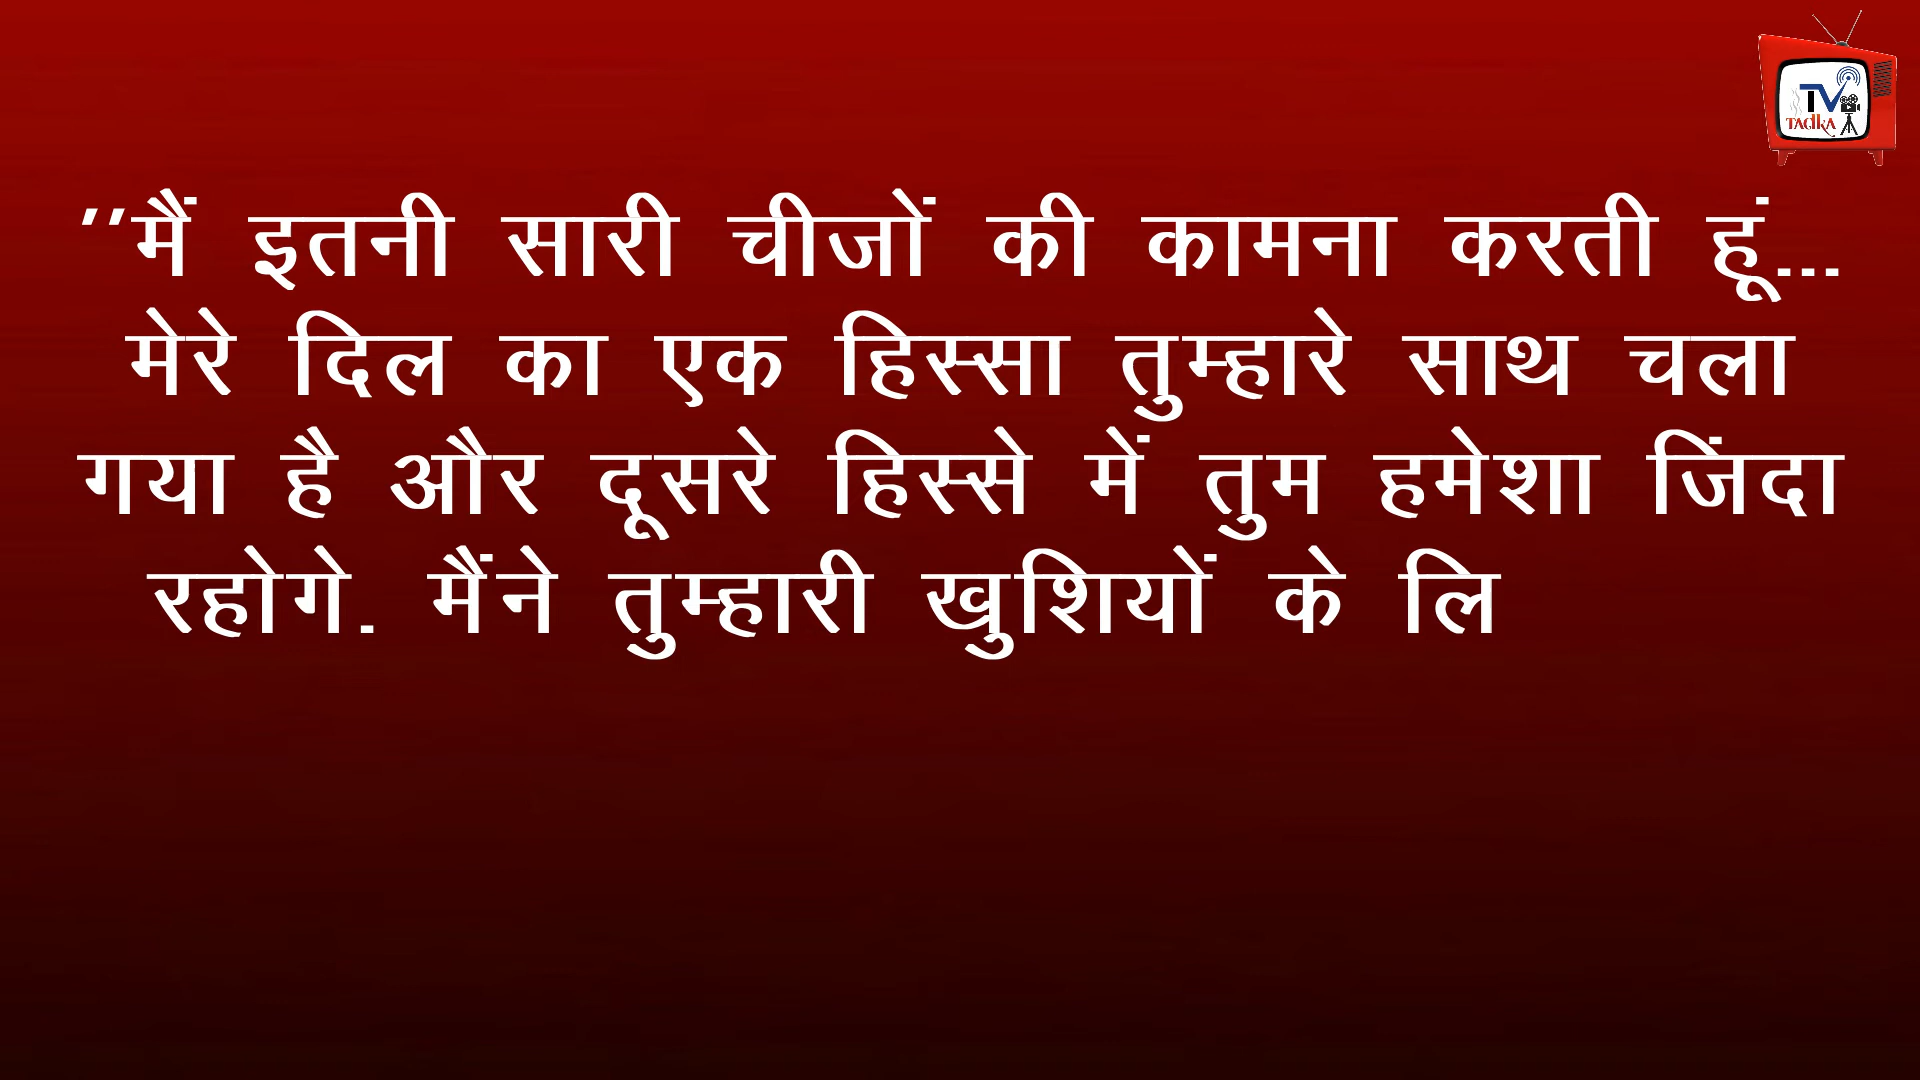 TV
TADKA
"मैं इतनी सारी चीजों की कामना करती हूं...
मेरे दिल का एक हिस्सा तुम्हारे साथ चला
गया है और दूसरे हिस्से में तुम हमेशा जिंदा
रहोगे. मैंने तुम्हारी खुशियों के लि